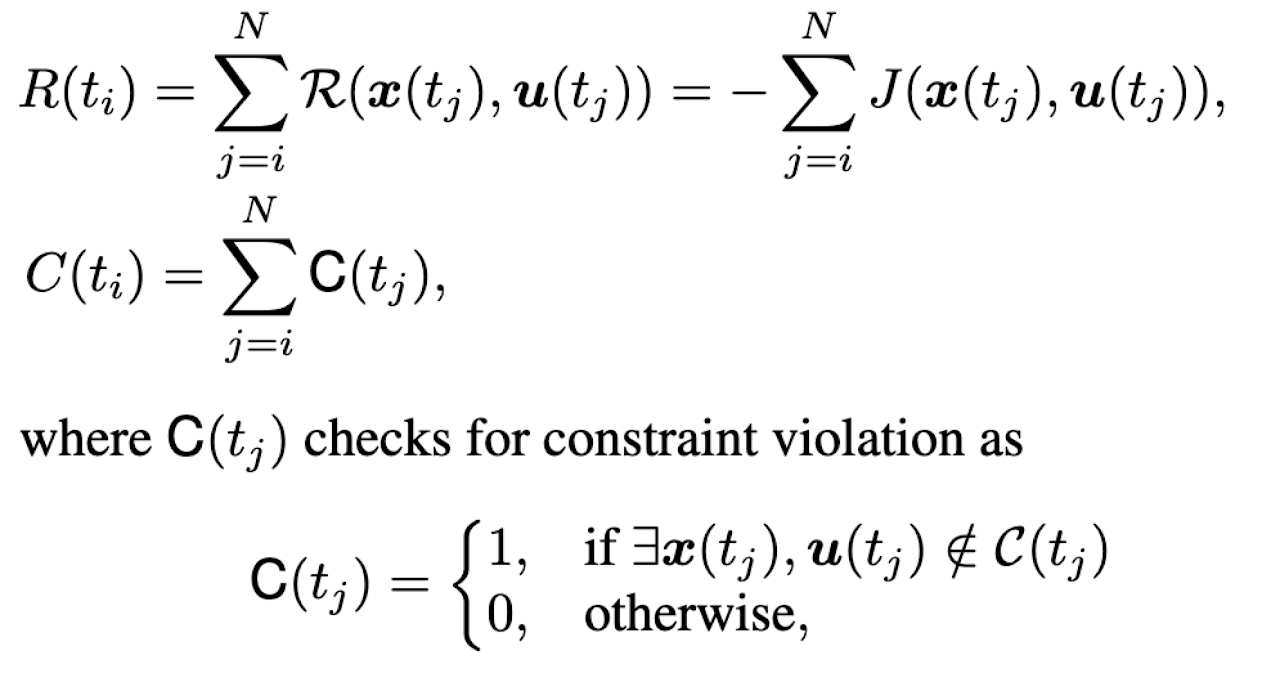 R(t_i) = \sum_{j=i}^{N} \mathcal{R}(\boldsymbol{x}(t_j), \boldsymbol{u}(t_j)) = - \sum_{j=i}^{N} J(\boldsymbol{x}(t_j), \boldsymbol{u}(t_j)),
C(t_i) = \sum_{j=i}^{N} \mathsf{C}(t_j),
where \mathsf{C}(t_j) checks for constraint violation as
\mathsf{C}(t_j) = \begin{cases} 1, & \text{if } \exists \boldsymbol{x}(t_j), \boldsymbol{u}(t_j) \notin \mathcal{C}(t_j) \\ 0, & \text{otherwise,} \end{cases}